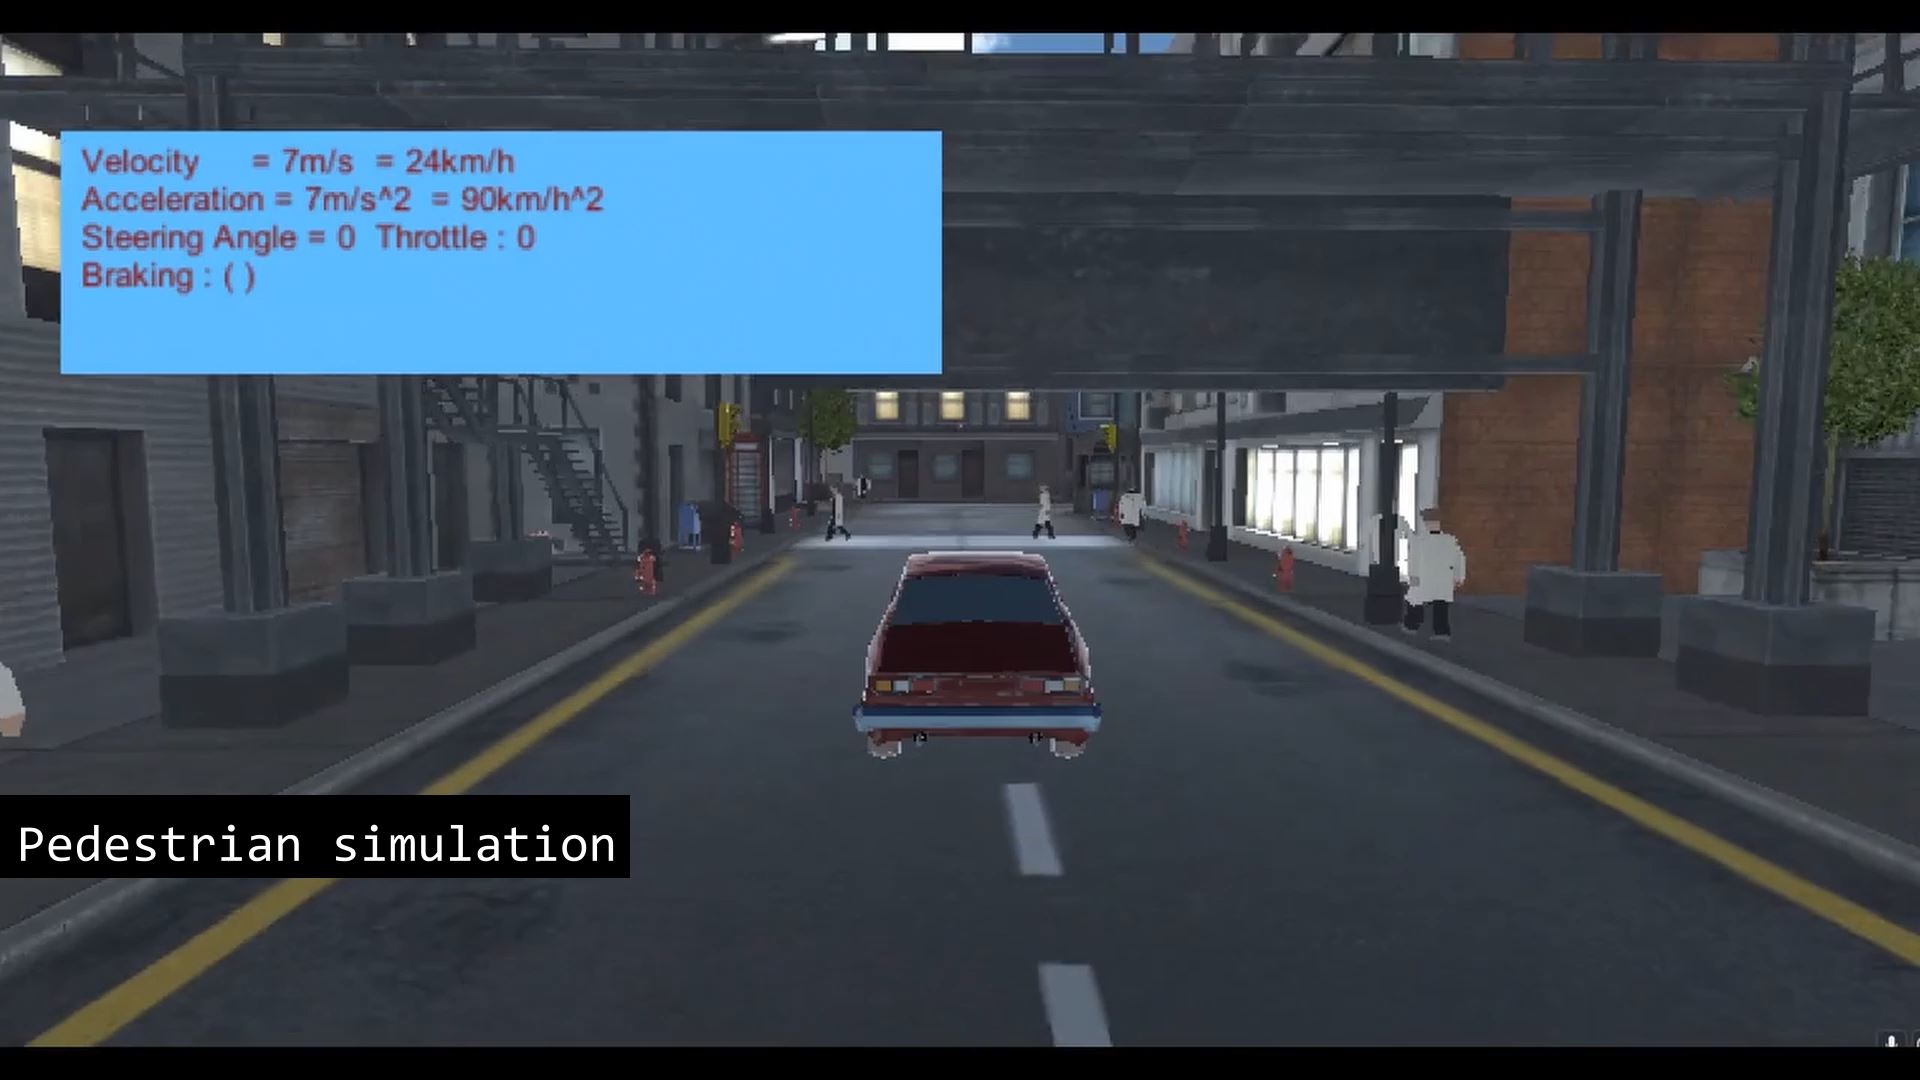 Velocity = 7m/s = 24km/h
Acceleration = 7m/s^2 = 90km/h^2
Steering Angle = 0 Throttle : 0
Braking : ( )
Pedestrian simulation